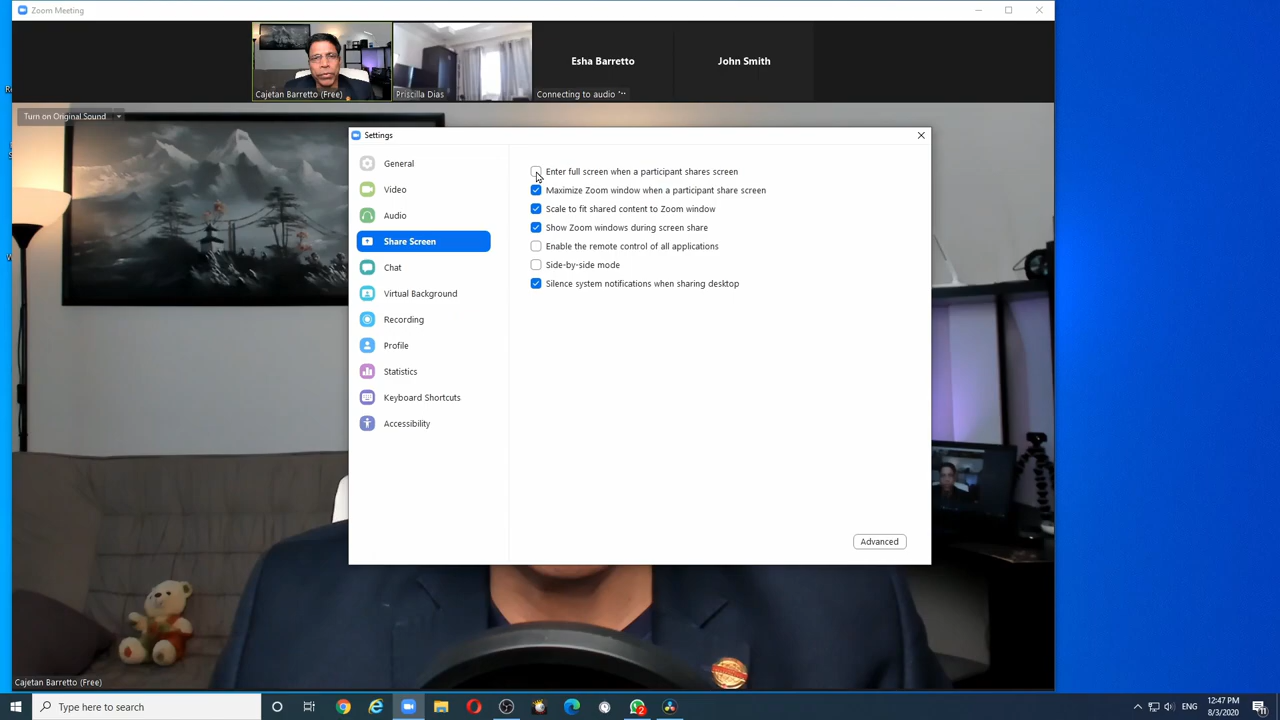 Zoom Meeting
Cajetan Barretto (Free)
Priscilla Dias
Esha Barretto
Connecting to audio ···
John Smith
Turn on Original Sound
Settings
General
Video
Audio
Share Screen
Chat
Virtual Background
Recording
Profile
Statistics
Keyboard Shortcuts
Accessibility
Enter full screen when a participant shares screen
Maximize Zoom window when a participant share screen
Scale to fit shared content to Zoom window
Show Zoom windows during screen share
Enable the remote control of all applications
Side-by-side mode
Silence system notifications when sharing desktop
Advanced
Cajetan Barretto (Free)
Type here to search
2
ENG
12:47 PM
8/3/2020
1